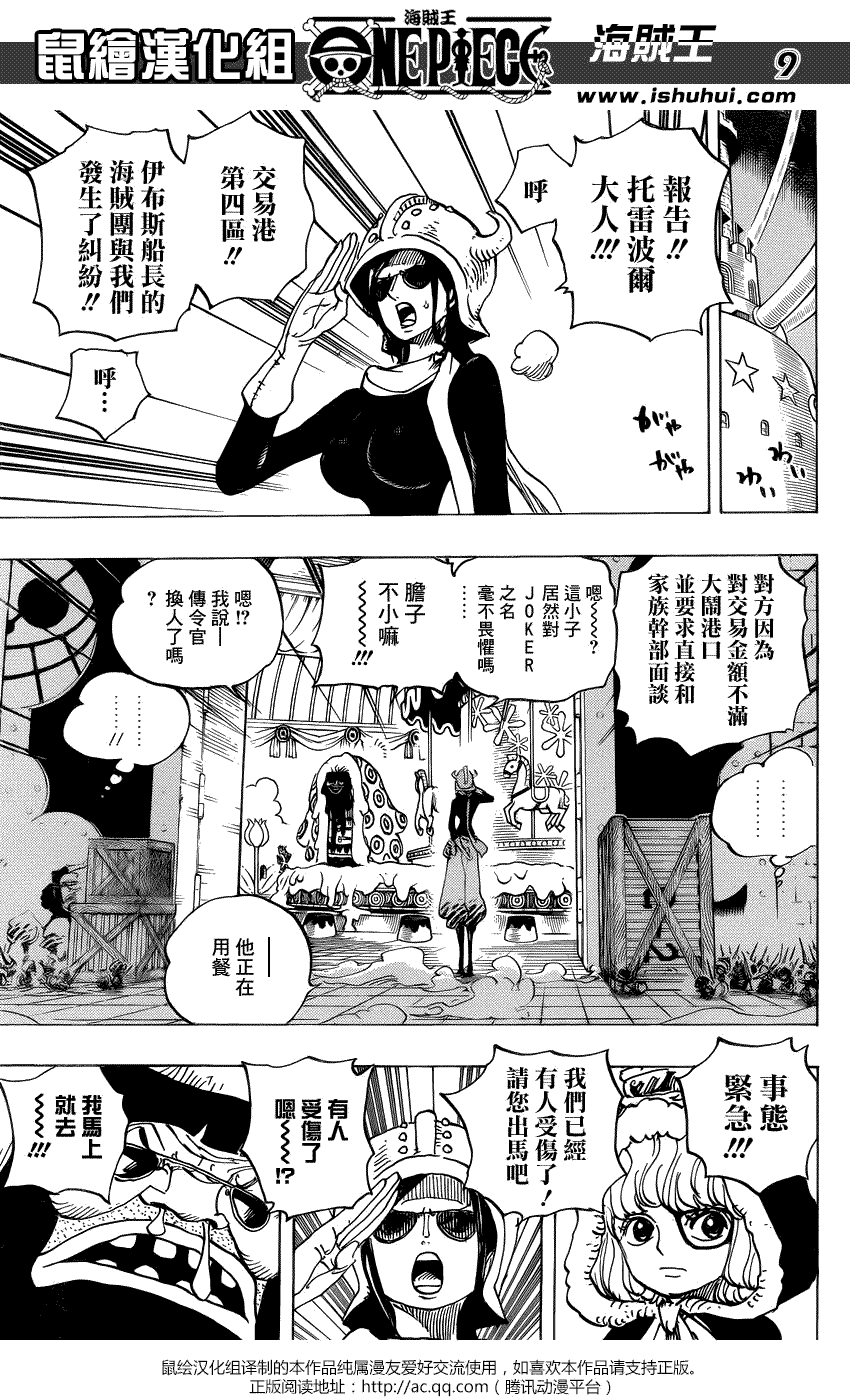 鼠繪漢化組
海賊王
ONE PIECE
海賊王
9
www.ishuhui.com
報告!!
托雷波爾
大人!!!
呼
交易港
第四區!!
伊布斯船長的
海賊團與我們
發生了糾紛!!
呼…
がや
がや
わい
わい
對方因為
對交易金額不滿
大鬧港口
並要求直接和
家族幹部面談
嗯~~~?
這小子
居然對
JOKER
之名
毫不畏懼嗎
……
膽子
不小嘛
~~~!!!
嗯!?
我說—
傳令官
換人了嗎
?
………
………
………!!
—
他正在
用餐
事態
緊急!!!
我們已經
有人受傷了!
請您出馬吧
有人
受傷了
嗯~~~!?
我馬上
就去
~~~!!!
鼠绘汉化组译制的本作品纯属漫友爱好交流使用，如喜欢本作品请支持正版。
正版阅读地址：http://ac.qq.com（腾讯动漫平台）